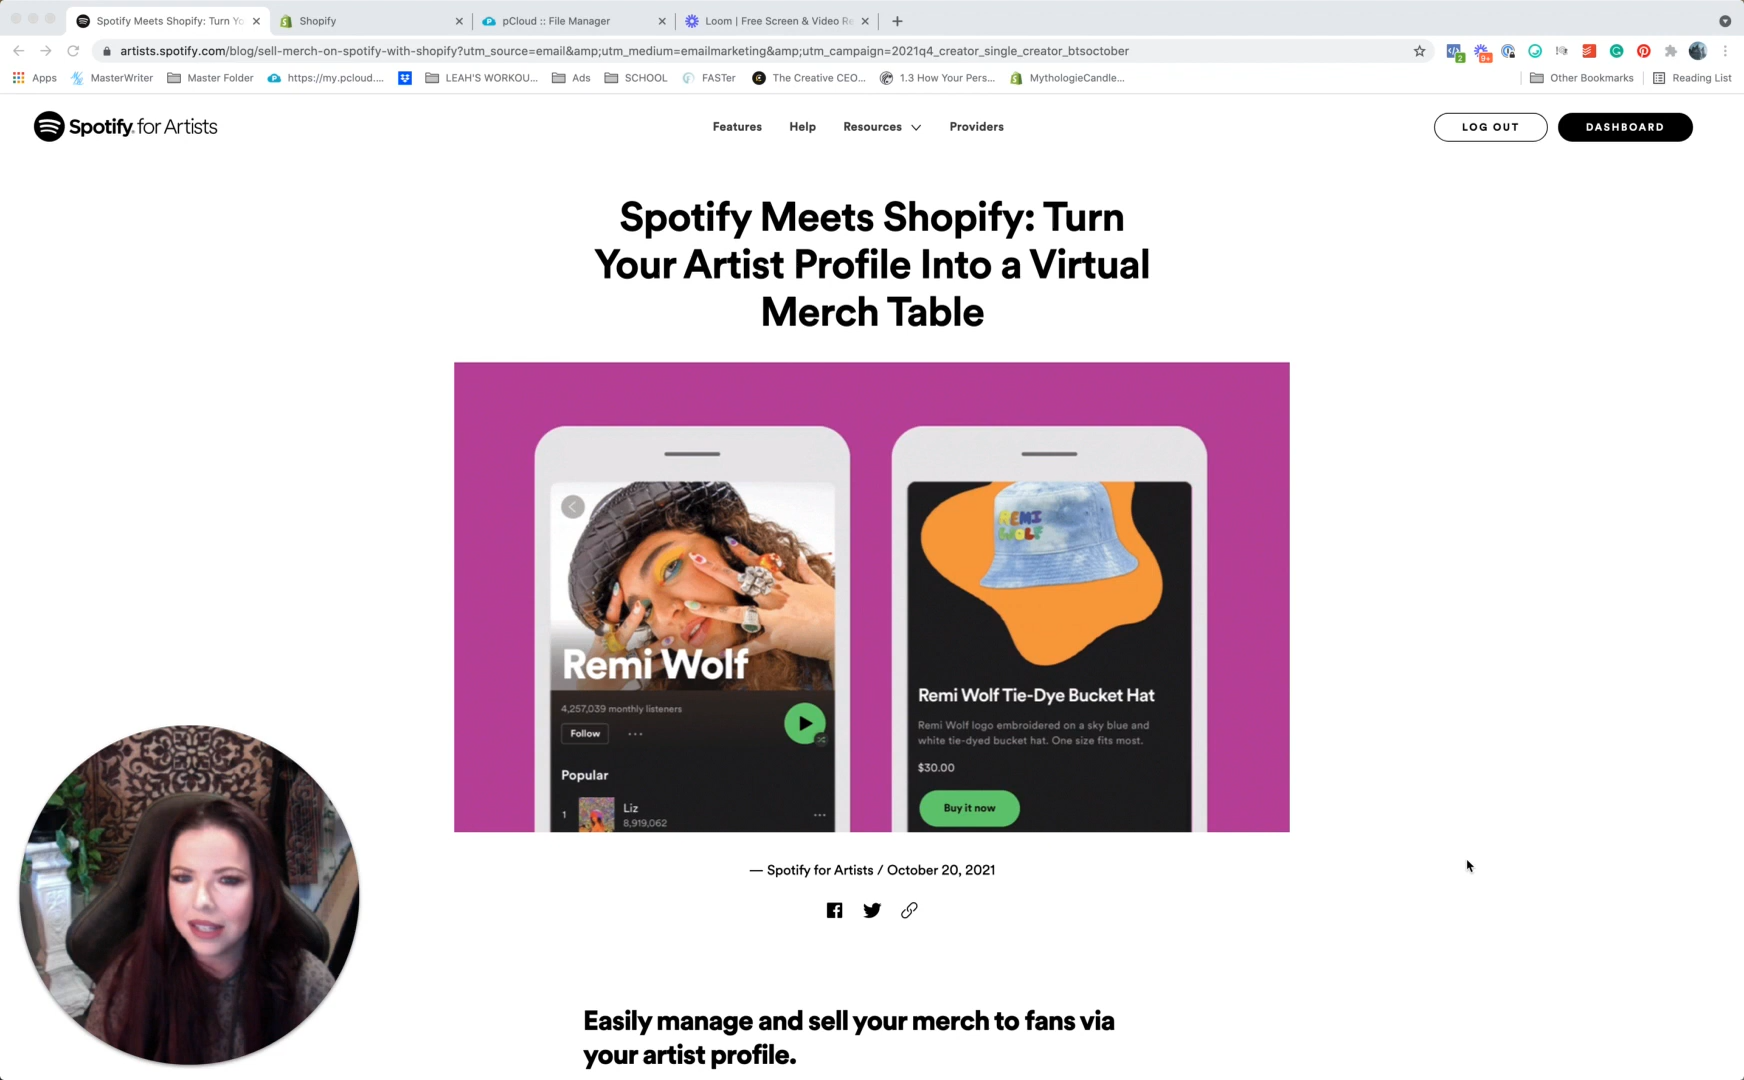 Spotify Meets Shopify: Turn Yo
Shopify
pCloud :: File Manager
Loom | Free Screen & Video Re
artists.spotify.com/blog/sell-merch-on-spotify-with-shopify?utm_source=email&amp;utm_medium=emailmarketing&amp;utm_campaign=2021q4_creator_single_creator_btsoctober
2
9+
Apps
MasterWriter
Master Folder
https://my.pcloud....
LEAH'S WORKOU...
Ads
SCHOOL
FASTer
The Creative CEO...
1.3 How Your Pers...
MythologieCandle...
Other Bookmarks
Reading List
Spotify for Artists
Features
Help
Resources
Providers
LOG OUT
DASHBOARD
Spotify Meets Shopify: Turn
Your Artist Profile Into a Virtual
Merch Table
Remi Wolf
4,257,039 monthly listeners
Follow
Popular
1
Liz
8,919,062
REMI
WOLF
Remi Wolf Tie-Dye Bucket Hat
Remi Wolf logo embroidered on a sky blue and
white tie-dyed bucket hat. One size fits most.
$30.00
Buy it now
— Spotify for Artists / October 20, 2021
Easily manage and sell your merch to fans via
your artist profile.